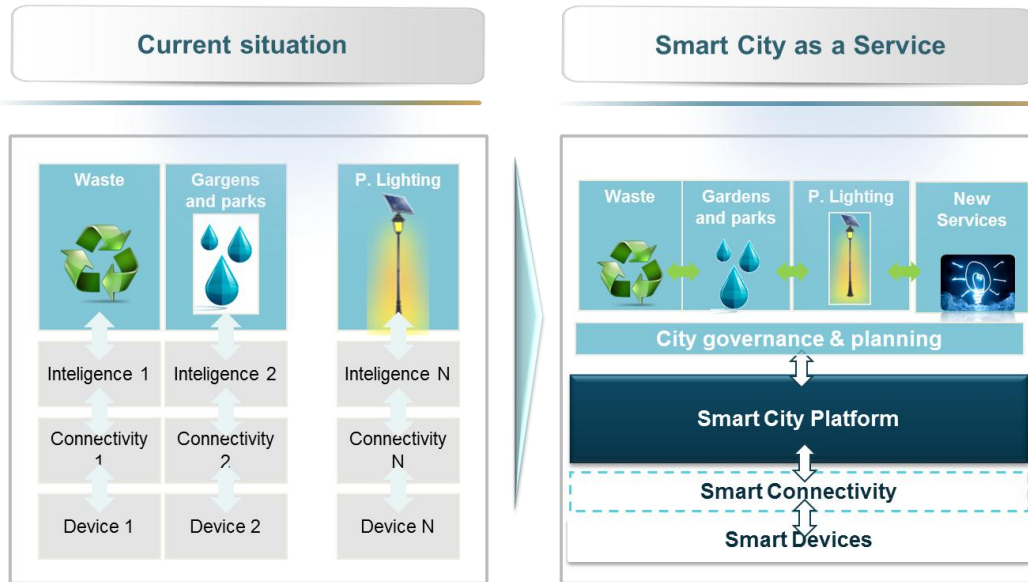 Current situation
Smart City as a Service
Waste
Gargens
and parks
P. Lighting
Inteligence 1
Inteligence 2
Inteligence N
Connectivity
1
Connectivity
2
Connectivity
N
Device 1
Device 2
Device N
Waste
Gardens
and parks
P. Lighting
New
Services
City governance & planning
Smart City Platform
Smart Connectivity
Smart Devices